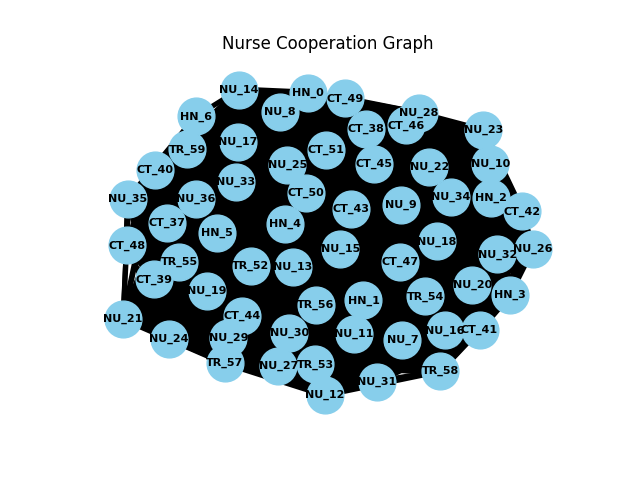 Nurse Cooperation Graph
NU_14
HN_0
CT_49
NU_8
NU_28
HN_6
CT_46
CT_38
NU_23
NU_17
TR_59
CT_51
NU_25
CT_45
NU_22
NU_10
CT_40
NU_33
CT_50
NU_35
NU_36
NU_34
HN_2
NU_9
CT_43
CT_42
CT_37
HN_4
HN_5
CT_48
NU_15
NU_18
NU_26
NU_32
TR_55
TR_52
NU_13
CT_47
CT_39
NU_19
NU_20
HN_3
TR_54
HN_1
TR_56
CT_44
NU_21
NU_16
CT_41
NU_30
NU_11
NU_29
NU_24
NU_7
TR_57
NU_27
TR_53
TR_58
NU_31
NU_12